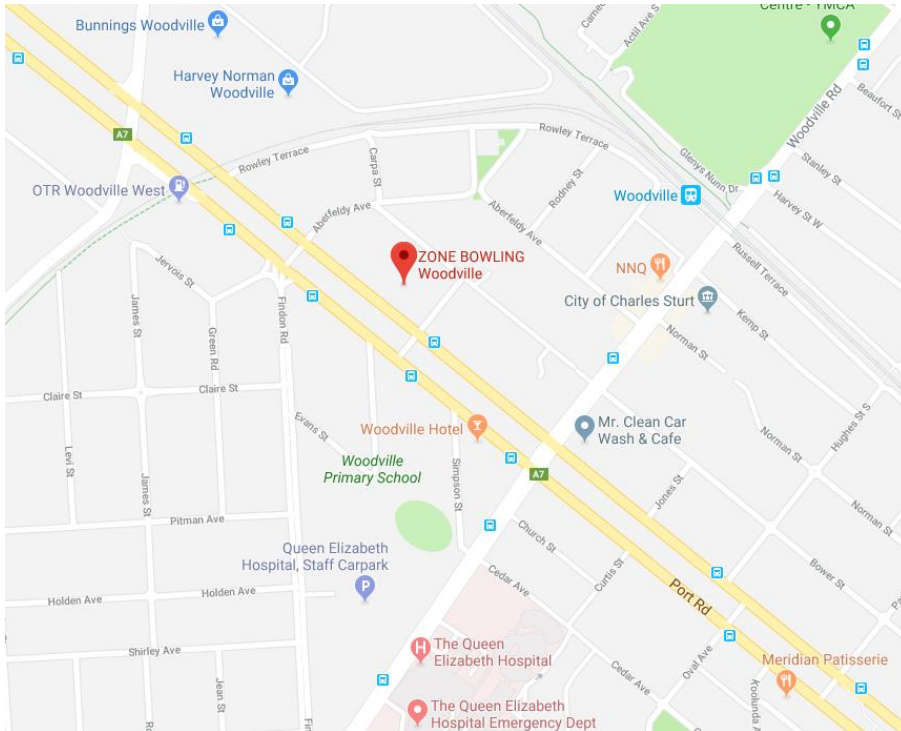 Centre - YMCA
Bunnings Woodville
Actil Ave S
Harvey Norman
Woodville
Woodville Rd
Beaufort St
A7
Rowley Terrace
Rowley Terrace
Carpa St
Stanley St
Glenys Nunn Dr
OTR Woodville West
Rodney St
Woodville
Harvey St W
Aberfeldy Ave
Aberfeldy Ave
Russell Terrace
ZONE BOWLING
Woodville
Jervois St
NNQ
City of Charles Sturt
James St
Green Rd
Findon Rd
Kemp St
Norman St
Claire St
Claire St
Evans St
Woodville Hotel
Mr. Clean Car
Wash & Cafe
Hughes St S
Norman St
Levi St
Woodville
Primary School
Simpson St
A7
James St
Jones St
Norman St
Pitman Ave
Church St
Queen Elizabeth
Hospital, Staff Carpark
Cedar Ave
Curtis St
Bower St
Port Rd
Holden Ave
Holden Ave
Shirley Ave
The Queen
Elizabeth Hospital
Cedar Ave
Oval Ave
Meridian Patisserie
Jean St
The Queen Elizabeth
Hospital Emergency Dept